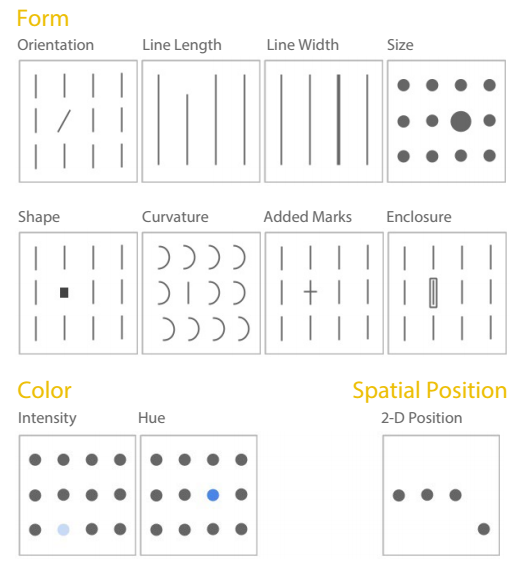 Form
Orientation Line Length Line Width Size
Shape Curvature Added Marks Enclosure
Color Spatial Position
Intensity Hue 2-D Position